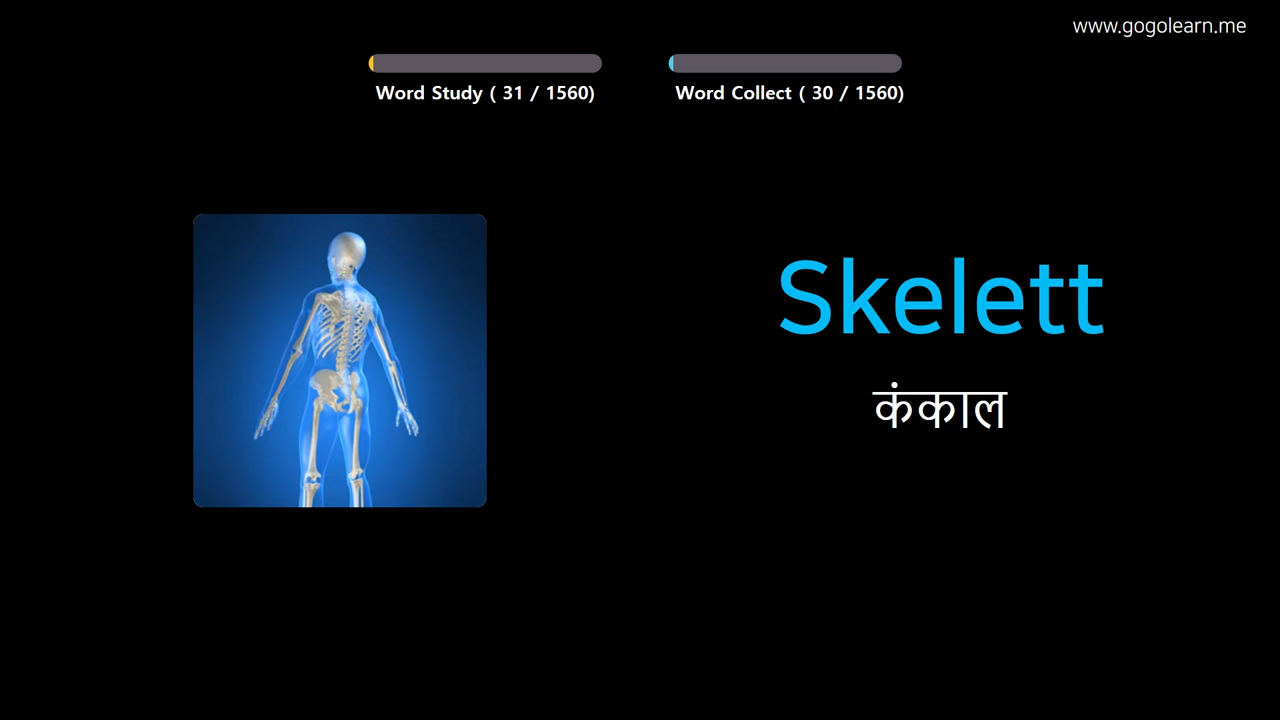 www.gogolearn.me
Word Study ( 31 / 1560)
Word Collect ( 30 / 1560)
Skelett
कंकाल